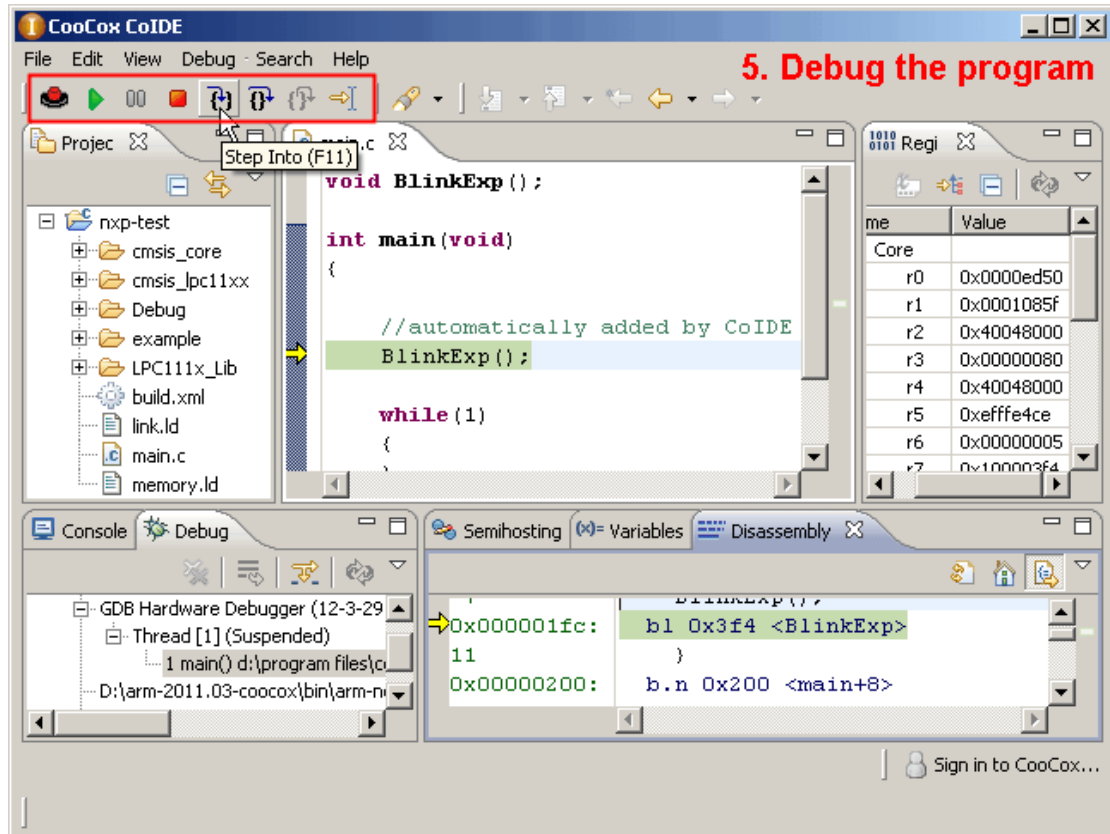 CooCox CoIDE
File Edit View Debug Search Help
5. Debug the program
Projec
main.c
Regi
Step Into (F11)
nxp-test
cmsis_core
cmsis_lpc11xx
Debug
example
LPC111x_Lib
build.xml
link.ld
main.c
memory.ld
void BlinkExp();
int main(void)
{
//automatically added by CoIDE
BlinkExp();
while(1)
{
me Value
Core
r0 0x0000ed50
r1 0x0001085f
r2 0x40048000
r3 0x00000080
r4 0x40048000
r5 0xefffe4ce
r6 0x00000005
r7 0x100003f4
Console Debug
GDB Hardware Debugger (12-3-29
Thread [1] (Suspended)
1 main() d:\program files\c
D:\arm-2011.03-coocox\bin\arm-n
Semihosting (x)= Variables Disassembly
BlinkExp();
0x000001fc: bl 0x3f4 <BlinkExp>
11 }
0x00000200: b.n 0x200 <main+8>
Sign in to CooCox...